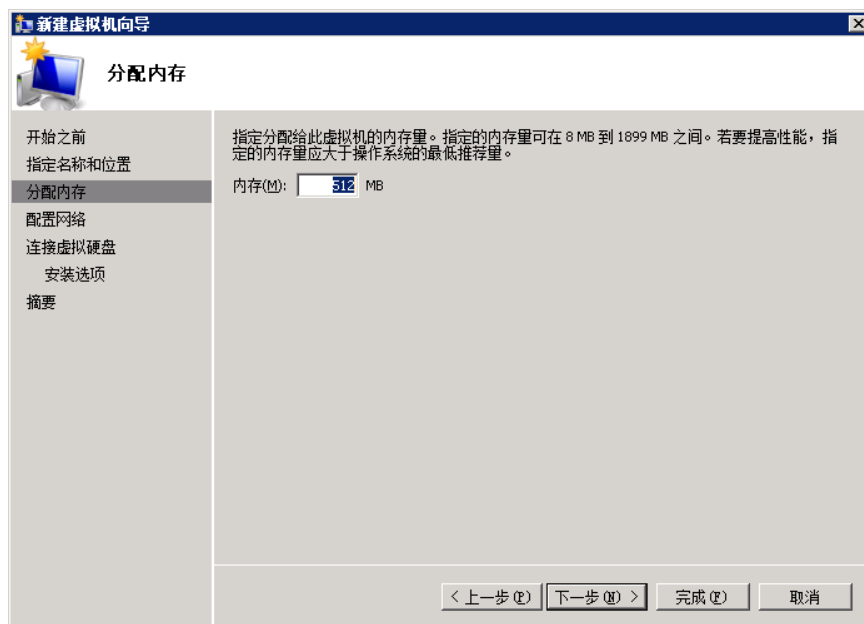 新建虚拟机向导
分配内存
开始之前
指定名称和位置
分配内存
配置网络
连接虚拟硬盘
安装选项
摘要
指定分配给此虚拟机的内存量。指定的内存量可在 8 MB 到 1899 MB 之间。若要提高性能，指
定的内存量应大于操作系统的最低推荐量。
内存(M): 512 MB
< 上一步(P) 下一步(N) > 完成(F) 取消